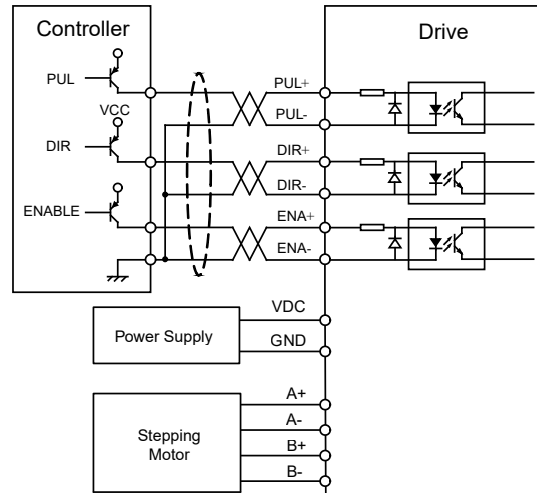 Controller
Drive
PUL
VCC
DIR
ENABLE
PUL+
PUL-
DIR+
DIR-
ENA+
ENA-
Power Supply
VDC
GND
Stepping
Motor
A+
A-
B+
B-